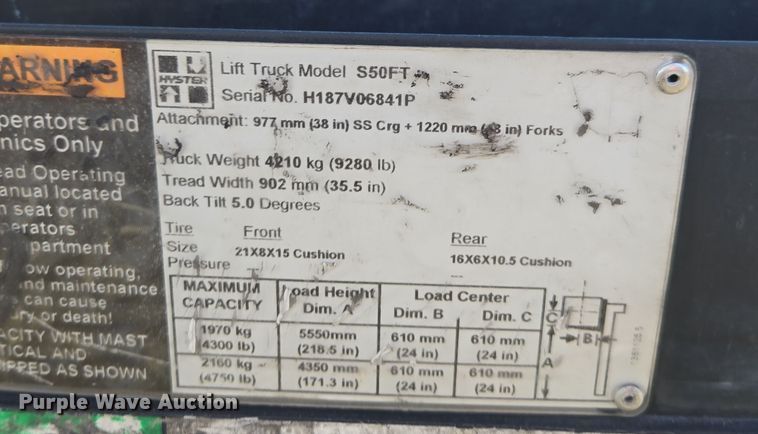 ARNING
perators and
nics Only
ad Operating
anual located
n seat or in
erators
partment
ow operating,
nd maintenance
s can cause
ry or death!
ACITY WITH MAST
TICAL AND
PPED AS SHOWN
HYSTER
Lift Truck Model S50FT
Serial No. H187V06841P
Attachment: 977 mm (38 in) SS Crg + 1220 mm (48 in) Forks
Truck Weight 4210 kg (9280 lb)
Tread Width 902 mm (35.5 in)
Back Tilt 5.0 Degrees
Tire Front Rear
Size 21X8X15 Cushion 16X6X10.5 Cushion
Pressure -- --
MAXIMUM CAPACITY Load Height Dim. A Load Center Dim. B Dim. C
1970 kg 5550mm 610 mm 610 mm
4300 lb) (218.5 in) (24 in) (24 in)
2160 kg 4350 mm 610 mm 610 mm
(4750 lb) (171.3 in) (24 in) (24 in)
C
B
A
Purple Wave Auction